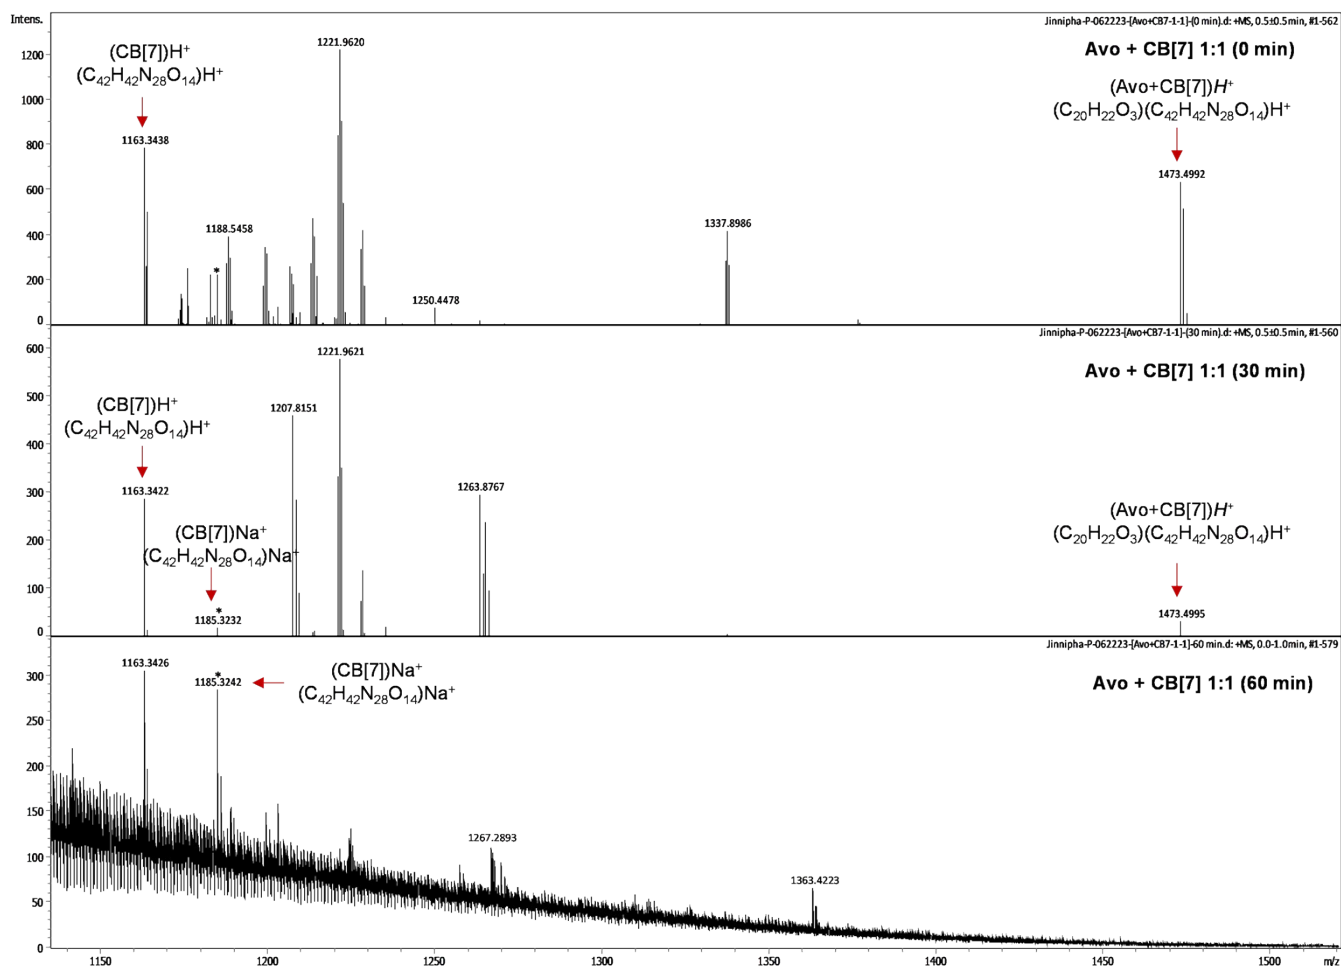 Intens.
Jinnipha-P-062223-[Avo+CB7-1-1]-(0 min).d: +MS, 0.5±0.5min, #1-562
Avo + CB[7] 1:1 (0 min)
(CB[7])H⁺
(C₄₂H₄₂N₂₈O₁₄)H⁺
(Avo+CB[7])H⁺
(C₂₀H₂₂O₃)(C₄₂H₄₂N₂₈O₁₄)H⁺
1221.9620
1163.3438
1473.4992
1188.5458
*
1337.8986
1250.4478
1200
1000
800
600
400
200
0
Jinnipha-P-062223-[Avo+CB7-1-1]-(30 min).d: +MS, 0.5±0.5min, #1-560
Avo + CB[7] 1:1 (30 min)
1221.9621
(CB[7])H⁺
(C₄₂H₄₂N₂₈O₁₄)H⁺
1207.8151
1163.3422
1263.8767
(CB[7])Na⁺
(C₄₂H₄₂N₂₈O₁₄)Na⁺
*
1185.3232
(Avo+CB[7])H⁺
(C₂₀H₂₂O₃)(C₄₂H₄₂N₂₈O₁₄)H⁺
1473.4995
600
500
400
300
200
100
0
Jinnipha-P-062223-[Avo+CB7-1-1]-60 min.d: +MS, 0.0-1.0min, #1-579
Avo + CB[7] 1:1 (60 min)
1163.3426
*
1185.3242
(CB[7])Na⁺
(C₄₂H₄₂N₂₈O₁₄)Na⁺
1267.2893
1363.4223
300
250
200
150
100
50
0
1150 1200 1250 1300 1350 1400 1450 1500 m/z